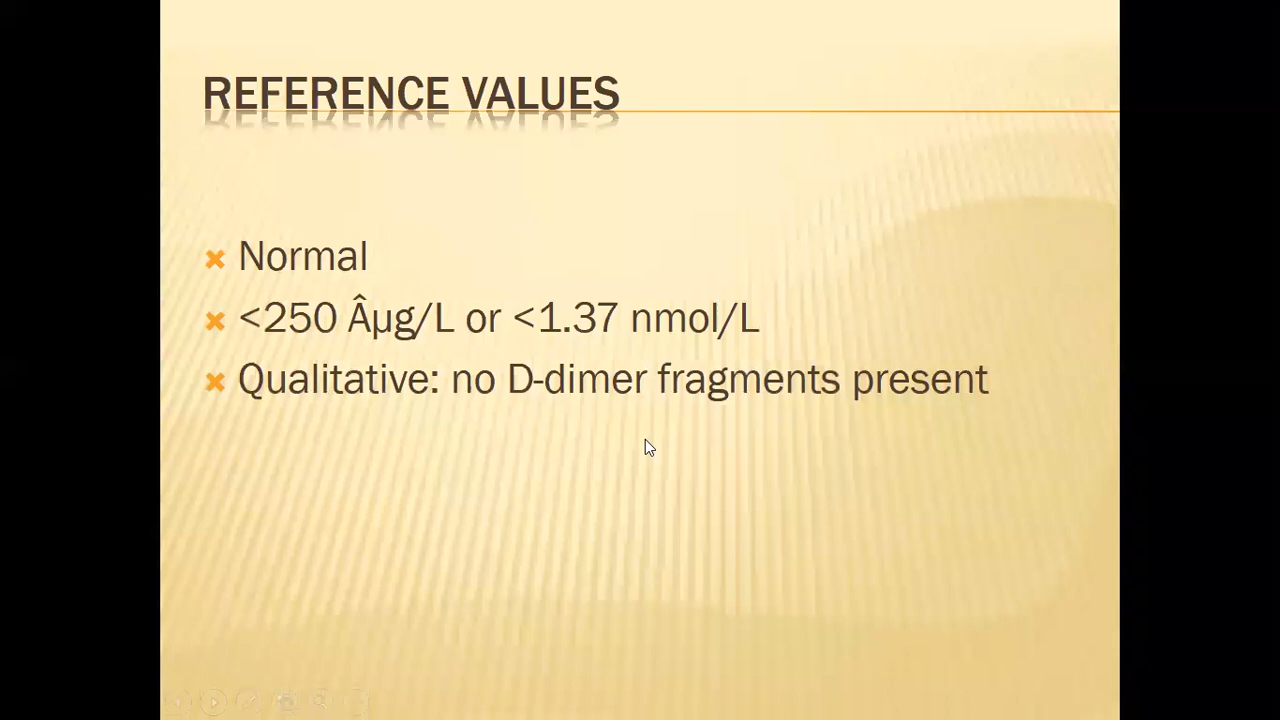 REFERENCE VALUES
Normal
<250 Âµg/L or <1.37 nmol/L
Qualitative: no D-dimer fragments present